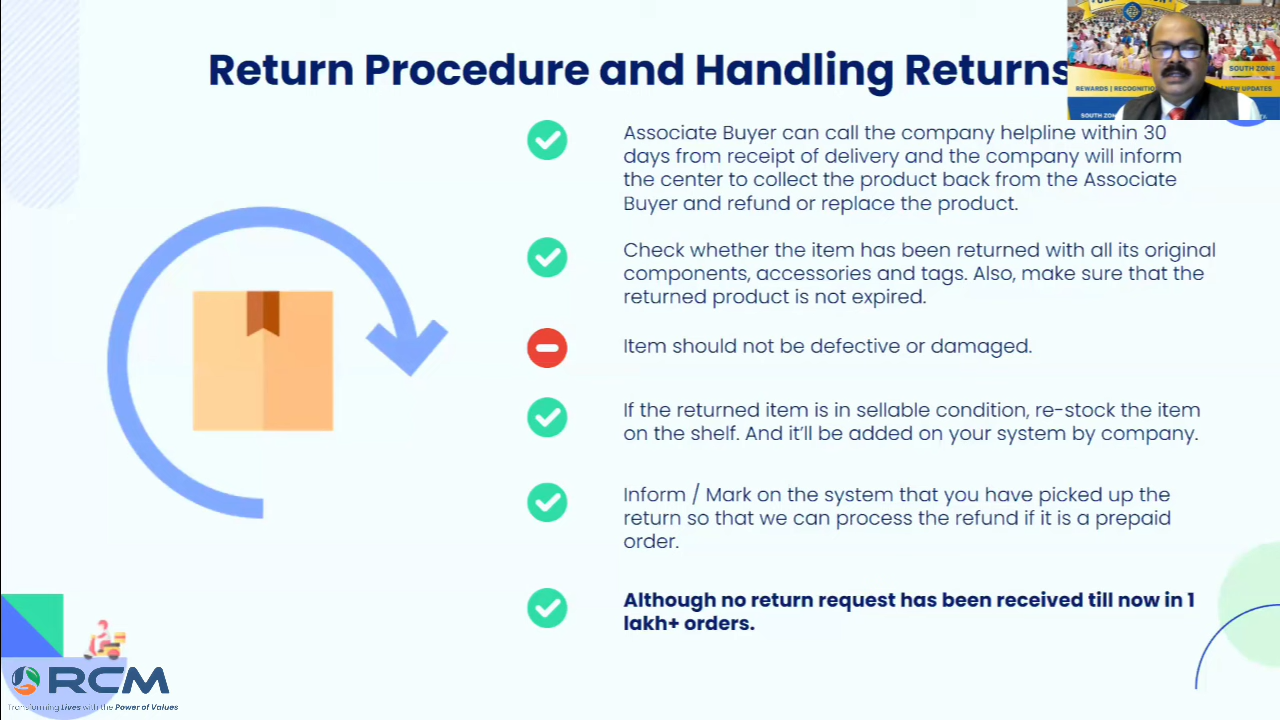 Return Procedure and Handling Returns
SOUTH ZONE
REWARDS | RECOGNITIO
NEW UPDATES
SOUTH ZON
Associate Buyer can call the company helpline within 30
days from receipt of delivery and the company will inform
the center to collect the product back from the Associate
Buyer and refund or replace the product.
Check whether the item has been returned with all its original
components, accessories and tags. Also, make sure that the
returned product is not expired.
Item should not be defective or damaged.
If the returned item is in sellable condition, re-stock the item
on the shelf. And it’ll be added on your system by company.
Inform / Mark on the system that you have picked up the
return so that we can process the refund if it is a prepaid
order.
Although no return request has been received till now in 1
lakh+ orders.
RCM
Transforming Lives with the Power of Values